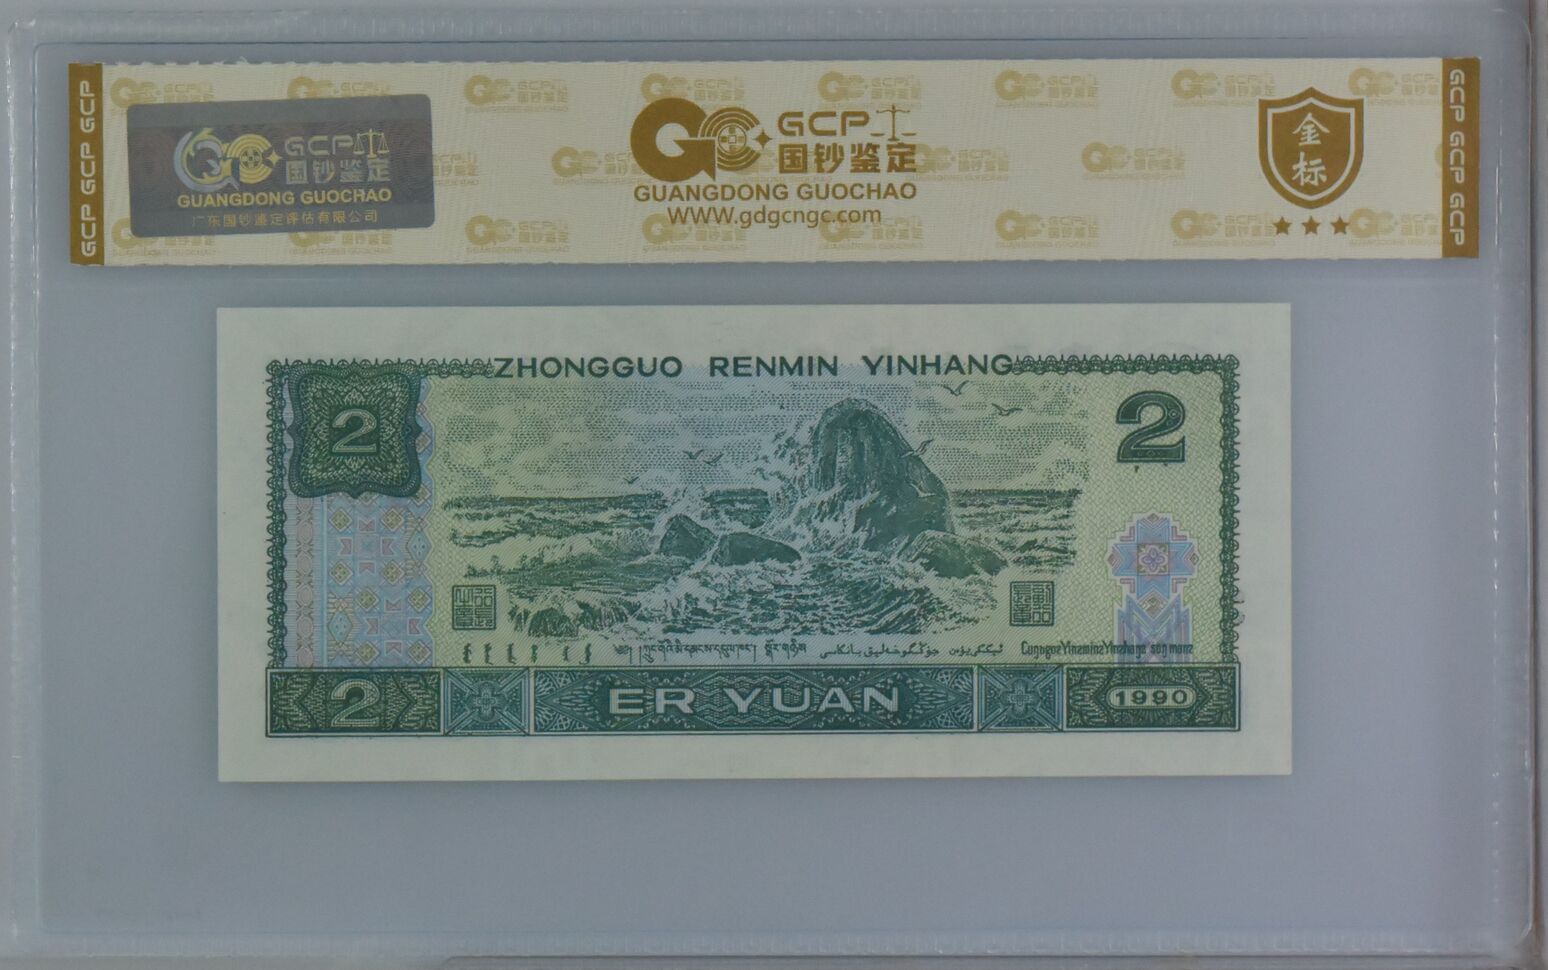 GCP GCP GCP
GCP
国钞鉴定
GUANGDONG GUOCHAO
广东国钞鉴定评估有限公司
GCP
国钞鉴定
GUANGDONG GUOCHAO
WWW.gdgcngc.com
金
标
GCP GCP GCP
ZHONGGUO RENMIN YINHANG
2
2
2 ER YUAN 1990